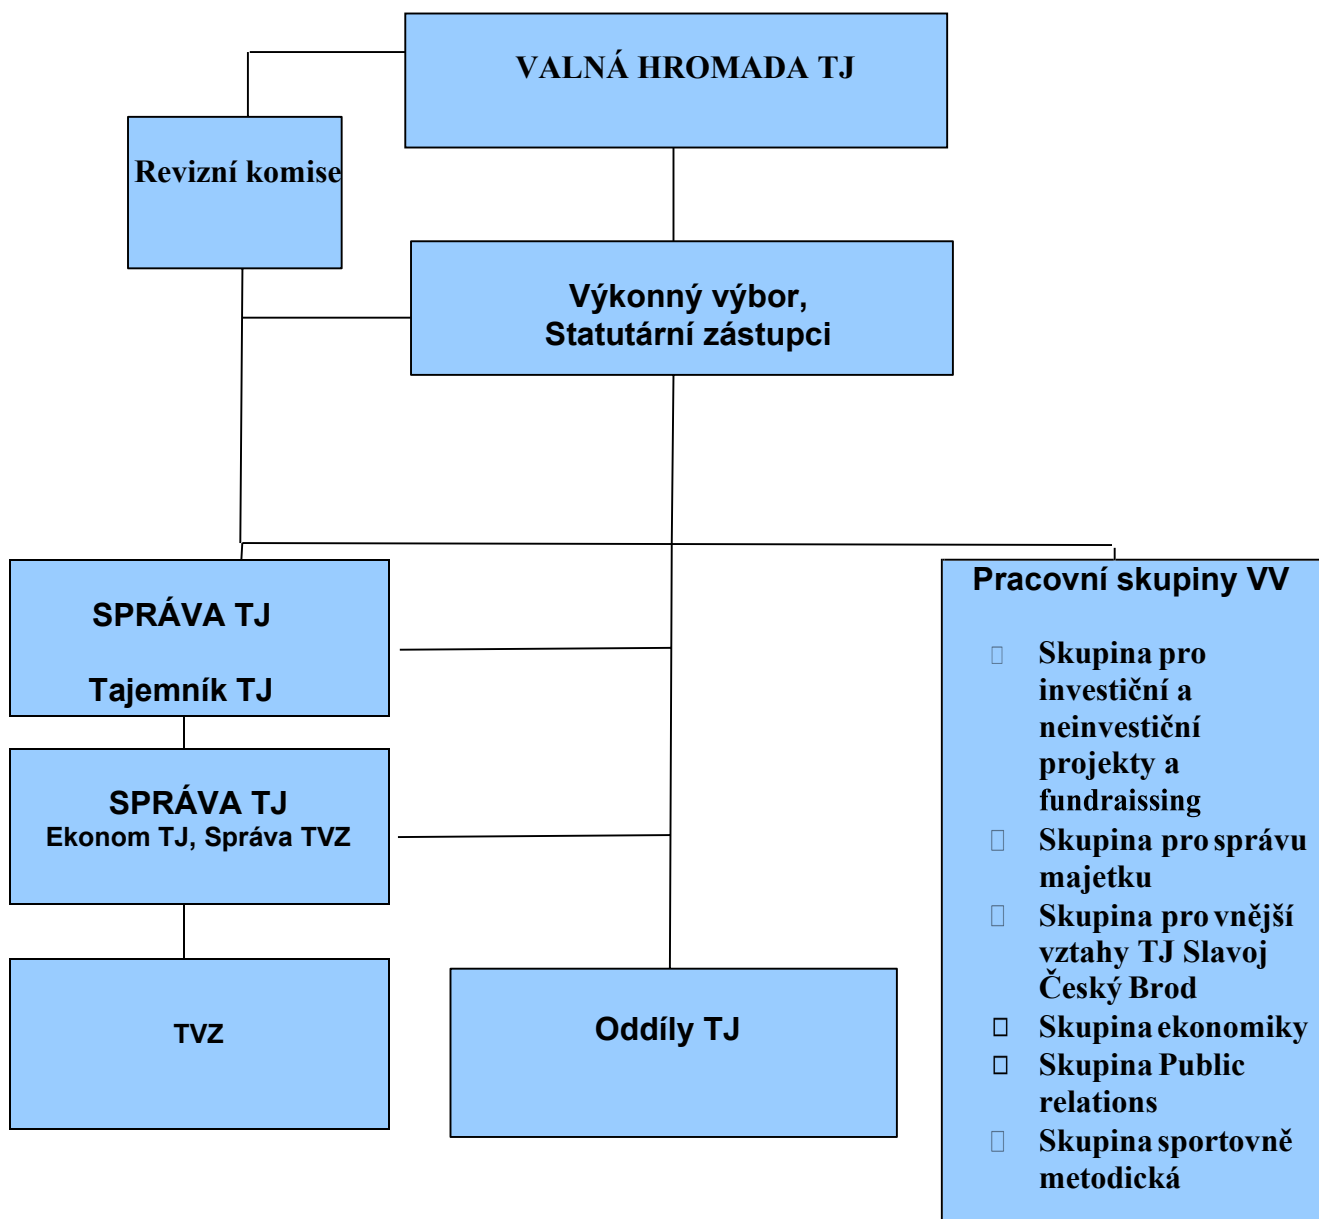 VALNÁ HROMADA TJ
Revizní komise
Výkonný výbor,
Statutární zástupci
SPRÁVA TJ
Tajemník TJ
SPRÁVA TJ
Ekonom TJ, Správa TVZ
TVZ
Oddíly TJ
Pracovní skupiny VV
Skupina pro
investiční a
neinvestiční
projekty a
fundraissing
Skupina pro správu
majetku
Skupina pro vnější
vztahy TJ Slavoj
Český Brod
Skupina ekonomiky
Skupina Public
relations
Skupina sportovně
metodická